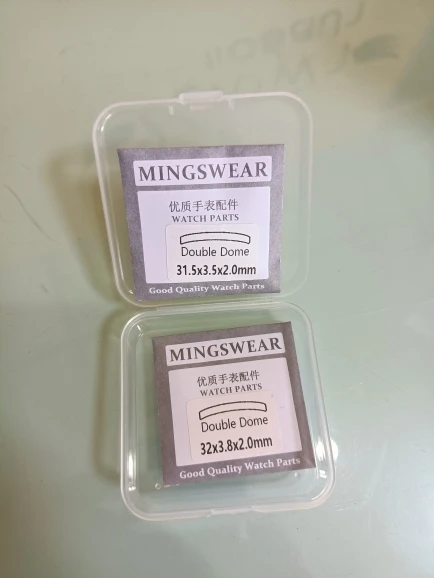 MINGSWEAR
优质手表配件
WATCH PARTS
Double Dome
31.5x3.5x2.0mm
Good Quality Watch Parts
MINGSWEAR
优质手表配件
WATCH PARTS
Double Dome
32x3.8x2.0mm
Good Quality Watch Parts